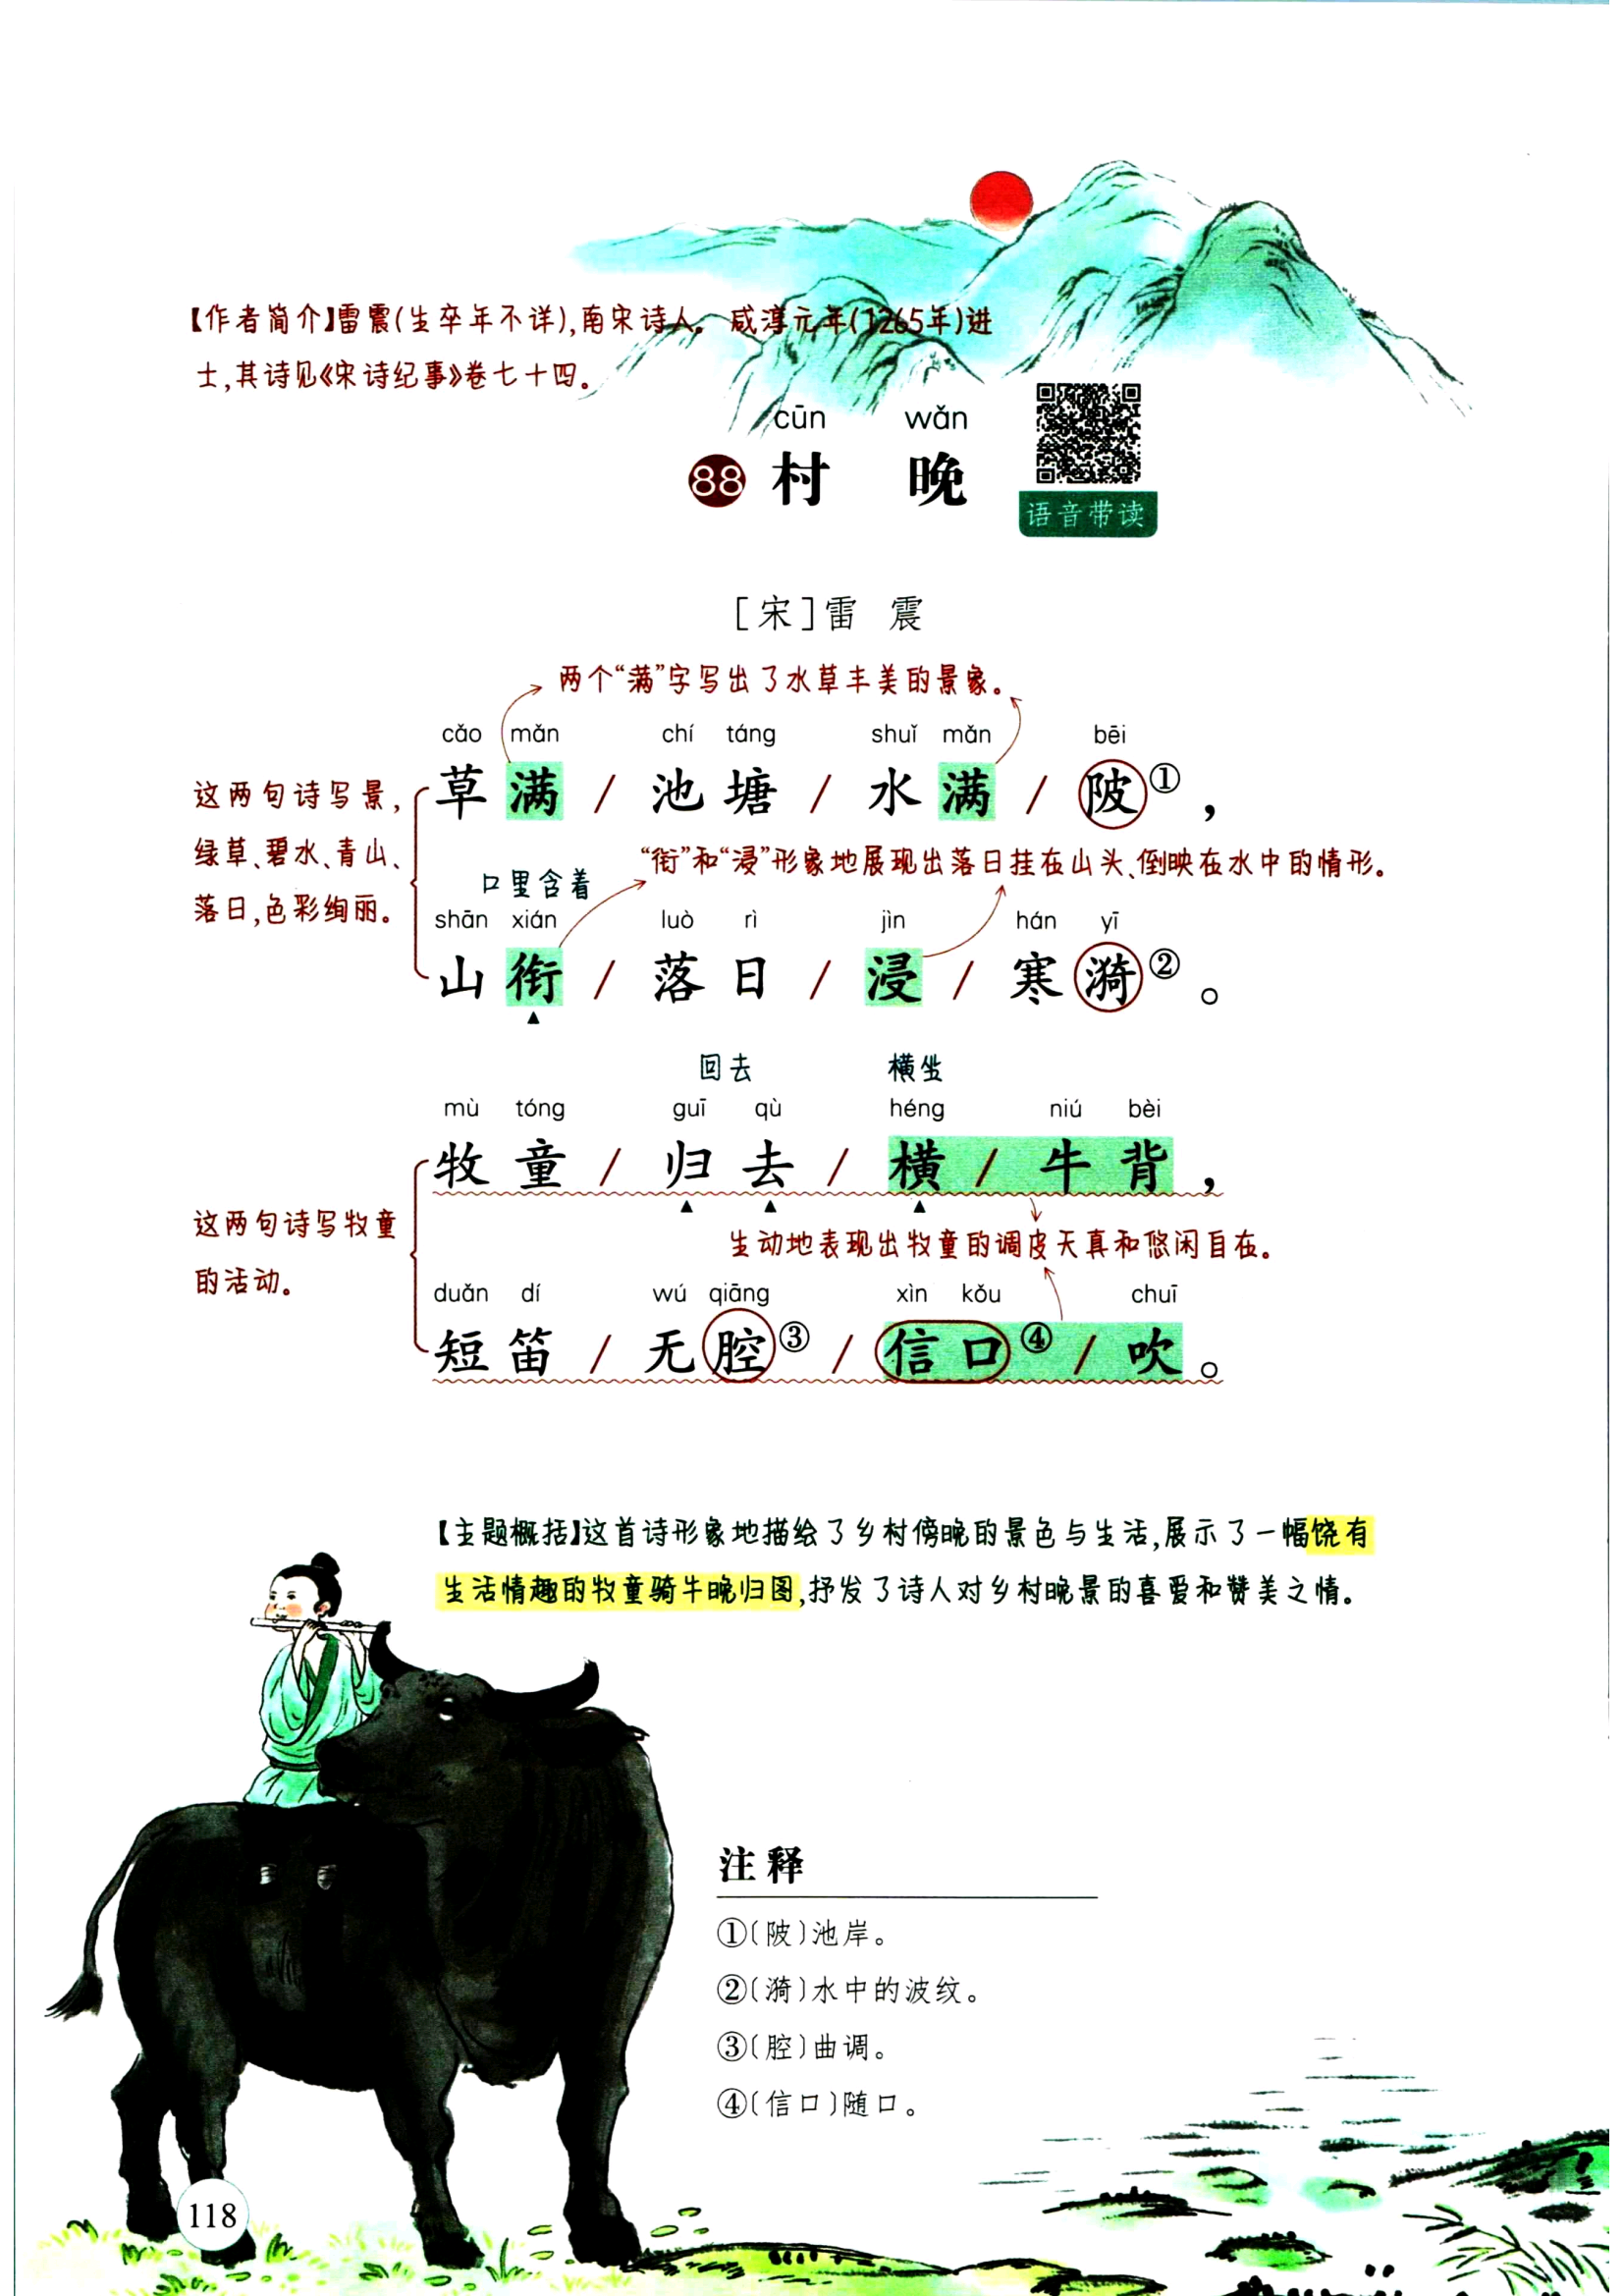 【作者简介】雷震(生卒年不详),南宋诗人。咸淳元年(1265年)进
士,其诗见《宋诗纪事》卷七十四。
cūn wǎn
88 村 晚
语音带读
[宋]雷 震
两个“满”字写出了水草丰美的景象。
cǎo mǎn chí táng shuǐ mǎn bēi
草满/池塘/水满/陂①,
这两句诗写景,
绿草、碧水、青山、
落日,色彩绚丽。
“衔”和“浸”形象地展现出落日挂在山头、倒映在水中的情形。
口里含着
shān xián luò rì jìn hán yī
山衔/落日/浸/寒漪②。
回去 横坐
mù tóng guī qù héng niú bèi
牧童/归去/横/牛背,
这两句诗写牧童
的活动。
生动地表现出牧童的调皮天真和悠闲自在。
duǎn dí wú qiāng xìn kǒu chuī
短笛/无腔③/信口④/吹。
【主题概括】这首诗形象地描绘了乡村傍晚的景色与生活,展示了一幅饶有
生活情趣的牧童骑牛晚归图,抒发了诗人对乡村晚景的喜爱和赞美之情。
注释
①〔陂〕池岸。
②〔漪〕水中的波纹。
③〔腔〕曲调。
④〔信口〕随口。
118